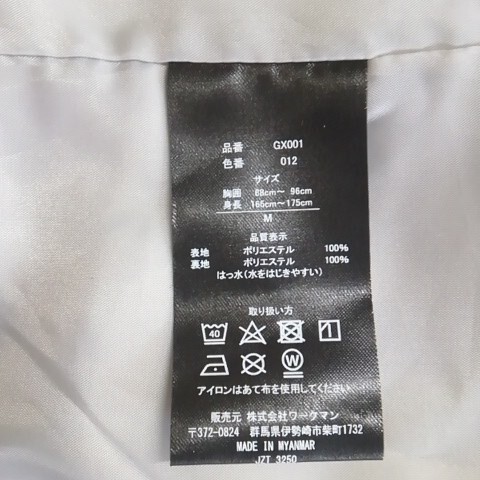 品番 GX001
色番 012
サイズ
胸囲 88cm～ 96cm
身長 165cm～175cm
M
品質表示
表地 ポリエステル 100%
裏地 ポリエステル 100%
はっ水(水をはじきやすい)
取り扱い方
40
W
アイロンはあて布を使用してください
販売元 株式会社ワークマン
〒372-0824 群馬県伊勢崎市柴町1732
MADE IN MYANMAR
JZT 3250